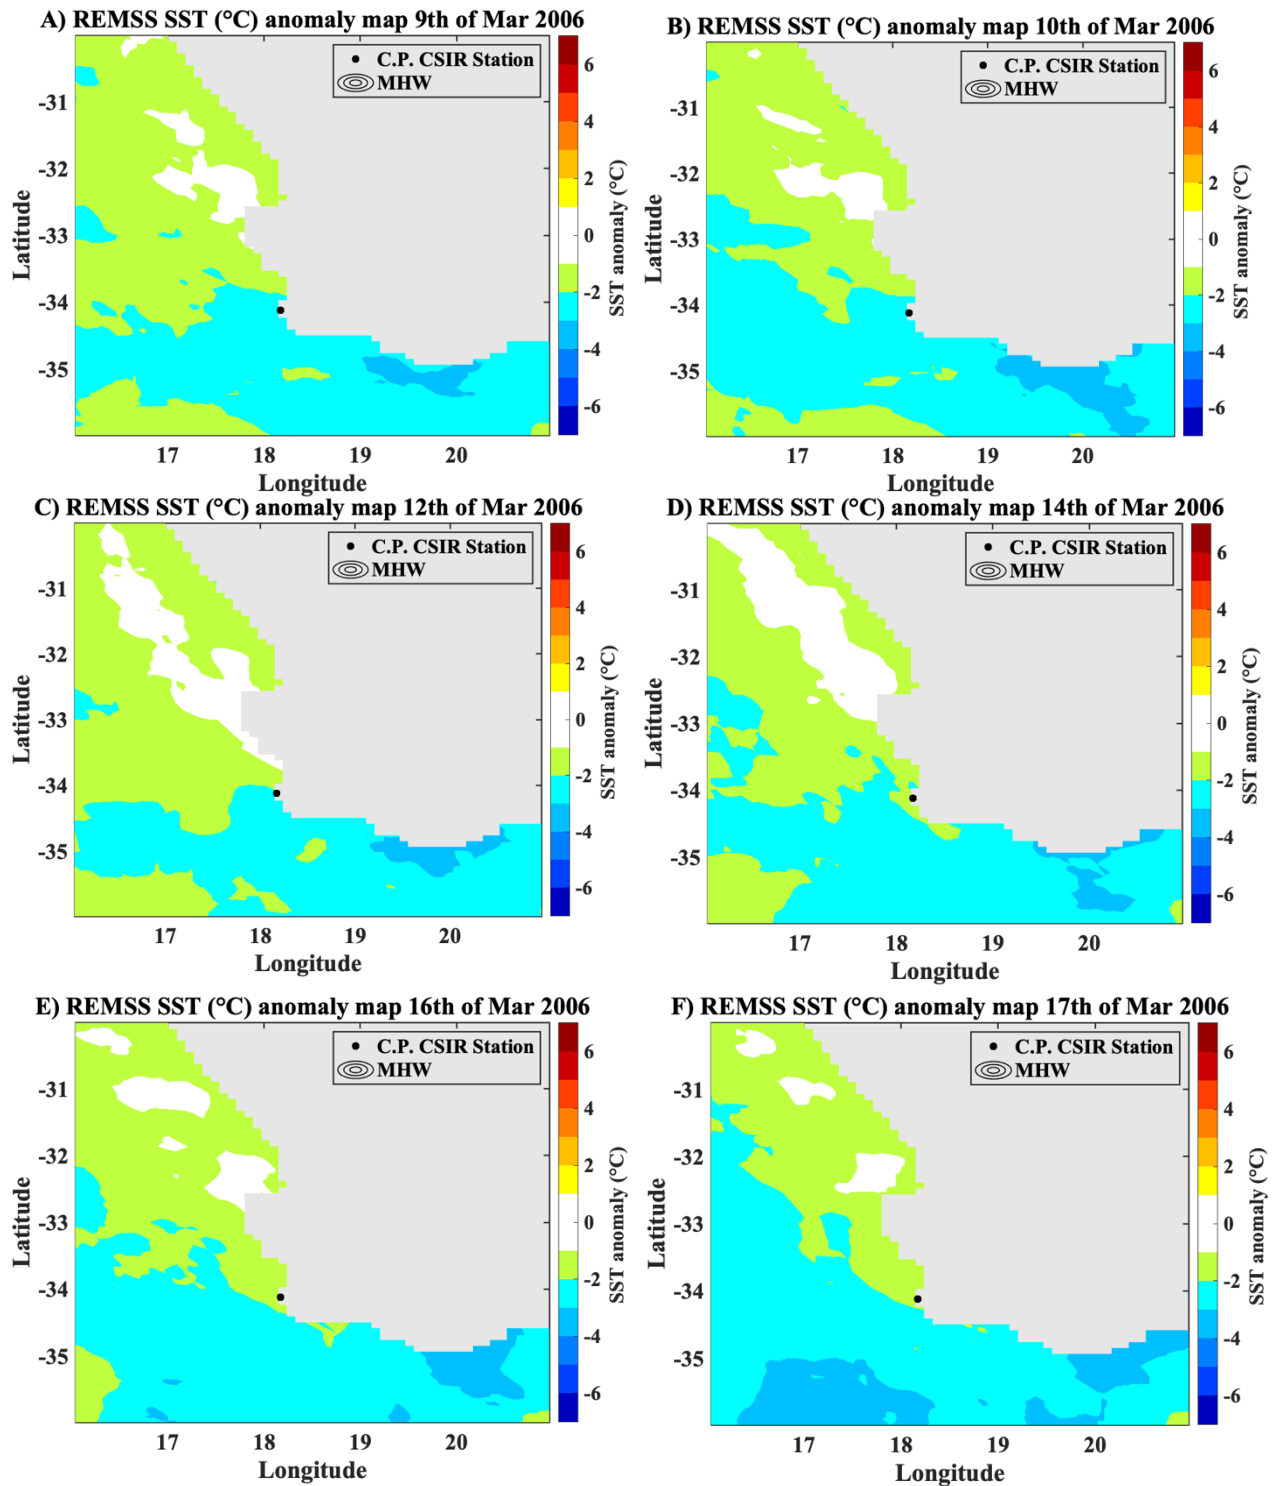 A) REMSS SST (°C) anomaly map 9th of Mar 2006
C.P. CSIR Station
MHW
-31
-32
-33
-34
-35
Latitude
17
18
19
20
Longitude
6
4
2
0
-2
-4
-6
SST anomaly (°C)
B) REMSS SST (°C) anomaly map 10th of Mar 2006
C.P. CSIR Station
MHW
-31
-32
-33
-34
-35
Latitude
17
18
19
20
Longitude
6
4
2
0
-2
-4
-6
SST anomaly (°C)
C) REMSS SST (°C) anomaly map 12th of Mar 2006
C.P. CSIR Station
MHW
-31
-32
-33
-34
-35
Latitude
17
18
19
20
Longitude
6
4
2
0
-2
-4
-6
SST anomaly (°C)
D) REMSS SST (°C) anomaly map 14th of Mar 2006
C.P. CSIR Station
MHW
-31
-32
-33
-34
-35
Latitude
17
18
19
20
Longitude
6
4
2
0
-2
-4
-6
SST anomaly (°C)
E) REMSS SST (°C) anomaly map 16th of Mar 2006
C.P. CSIR Station
MHW
-31
-32
-33
-34
-35
Latitude
17
18
19
20
Longitude
6
4
2
0
-2
-4
-6
SST anomaly (°C)
F) REMSS SST (°C) anomaly map 17th of Mar 2006
C.P. CSIR Station
MHW
-31
-32
-33
-34
-35
Latitude
17
18
19
20
Longitude
6
4
2
0
-2
-4
-6
SST anomaly (°C)